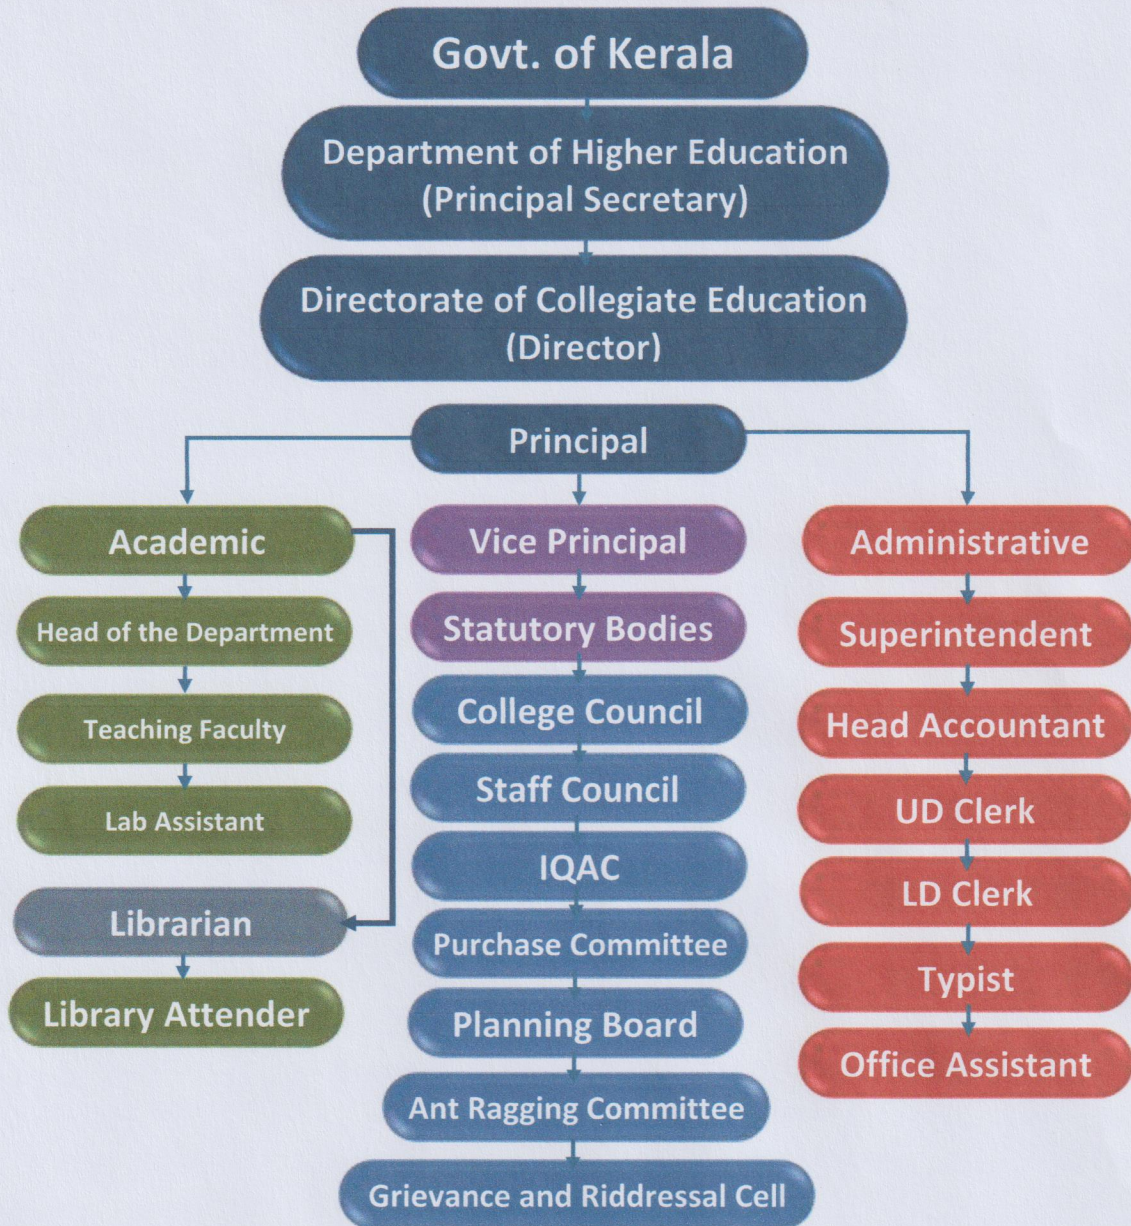 Govt. of Kerala
Department of Higher Education
(Principal Secretary)
Directorate of Collegiate Education
(Director)
Principal
Academic
Head of the Department
Teaching Faculty
Lab Assistant
Librarian
Library Attender
Vice Principal
Statutory Bodies
College Council
Staff Council
IQAC
Purchase Committee
Planning Board
Ant Ragging Committee
Grievance and Riddressal Cell
Administrative
Superintendent
Head Accountant
UD Clerk
LD Clerk
Typist
Office Assistant